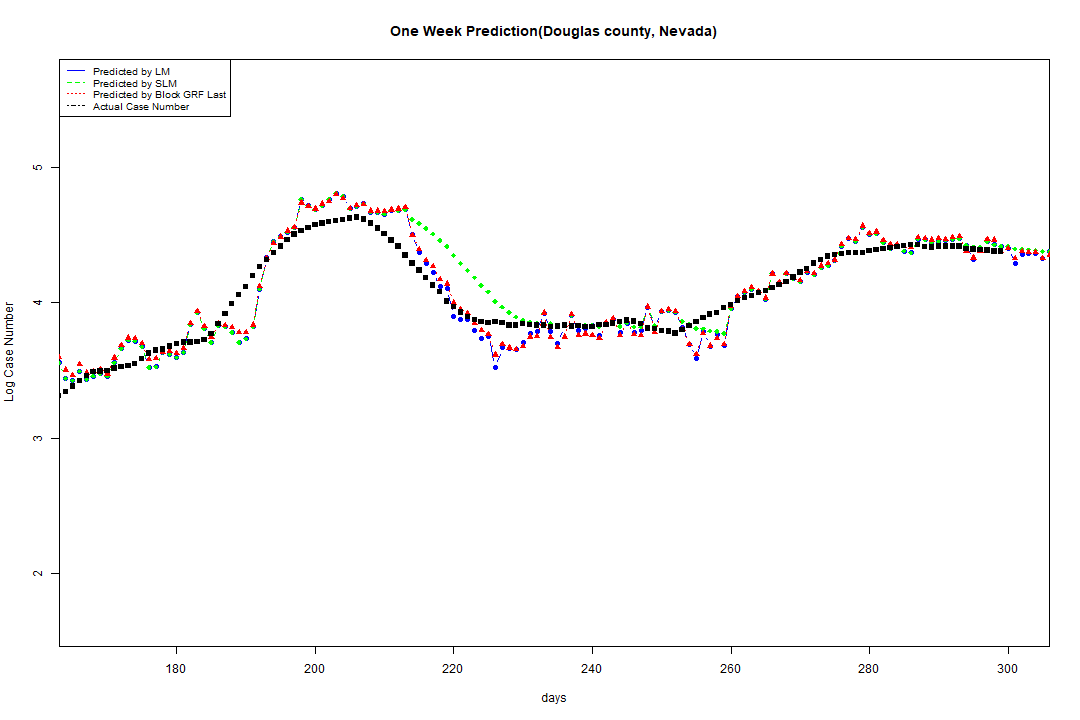 One Week Prediction(Douglas county, Nevada)
Predicted by LM
Predicted by SLM
Predicted by Block GRF Last
Actual Case Number
5
4
3
2
Log Case Number
180 200 220 240 260 280 300
days